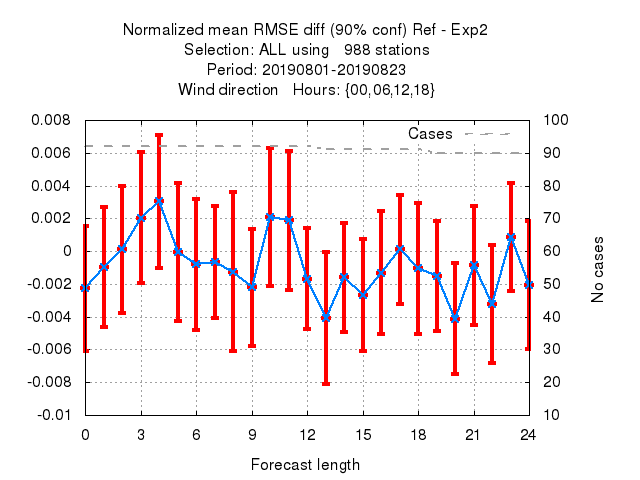 Normalized mean RMSE diff (90% conf) Ref - Exp2
Selection: ALL using   988 stations
Period: 20190801-20190823
Wind direction   Hours: {00,06,12,18}
Cases
0.008
0.006
0.004
0.002
0
-0.002
-0.004
-0.006
-0.008
-0.01
100
90
80
70
60
50
40
30
20
10
No cases
0 3 6 9 12 15 18 21 24
Forecast length